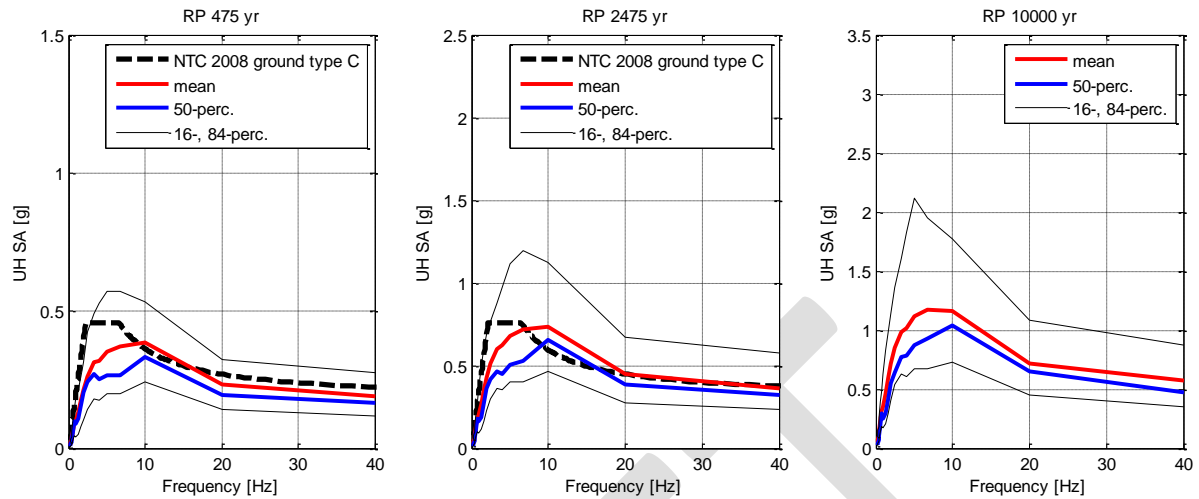 RP 475 yr
1.5
1
0.5
0
UH SA [g]
NTC 2008 ground type C
mean
50-perc.
16-, 84-perc.
0 10 20 30 40
Frequency [Hz]
RP 2475 yr
2.5
2
1.5
1
0.5
0
UH SA [g]
NTC 2008 ground type C
mean
50-perc.
16-, 84-perc.
0 10 20 30 40
Frequency [Hz]
RP 10000 yr
3.5
3
2.5
2
1.5
1
0.5
0
UH SA [g]
mean
50-perc.
16-, 84-perc.
0 10 20 30 40
Frequency [Hz]